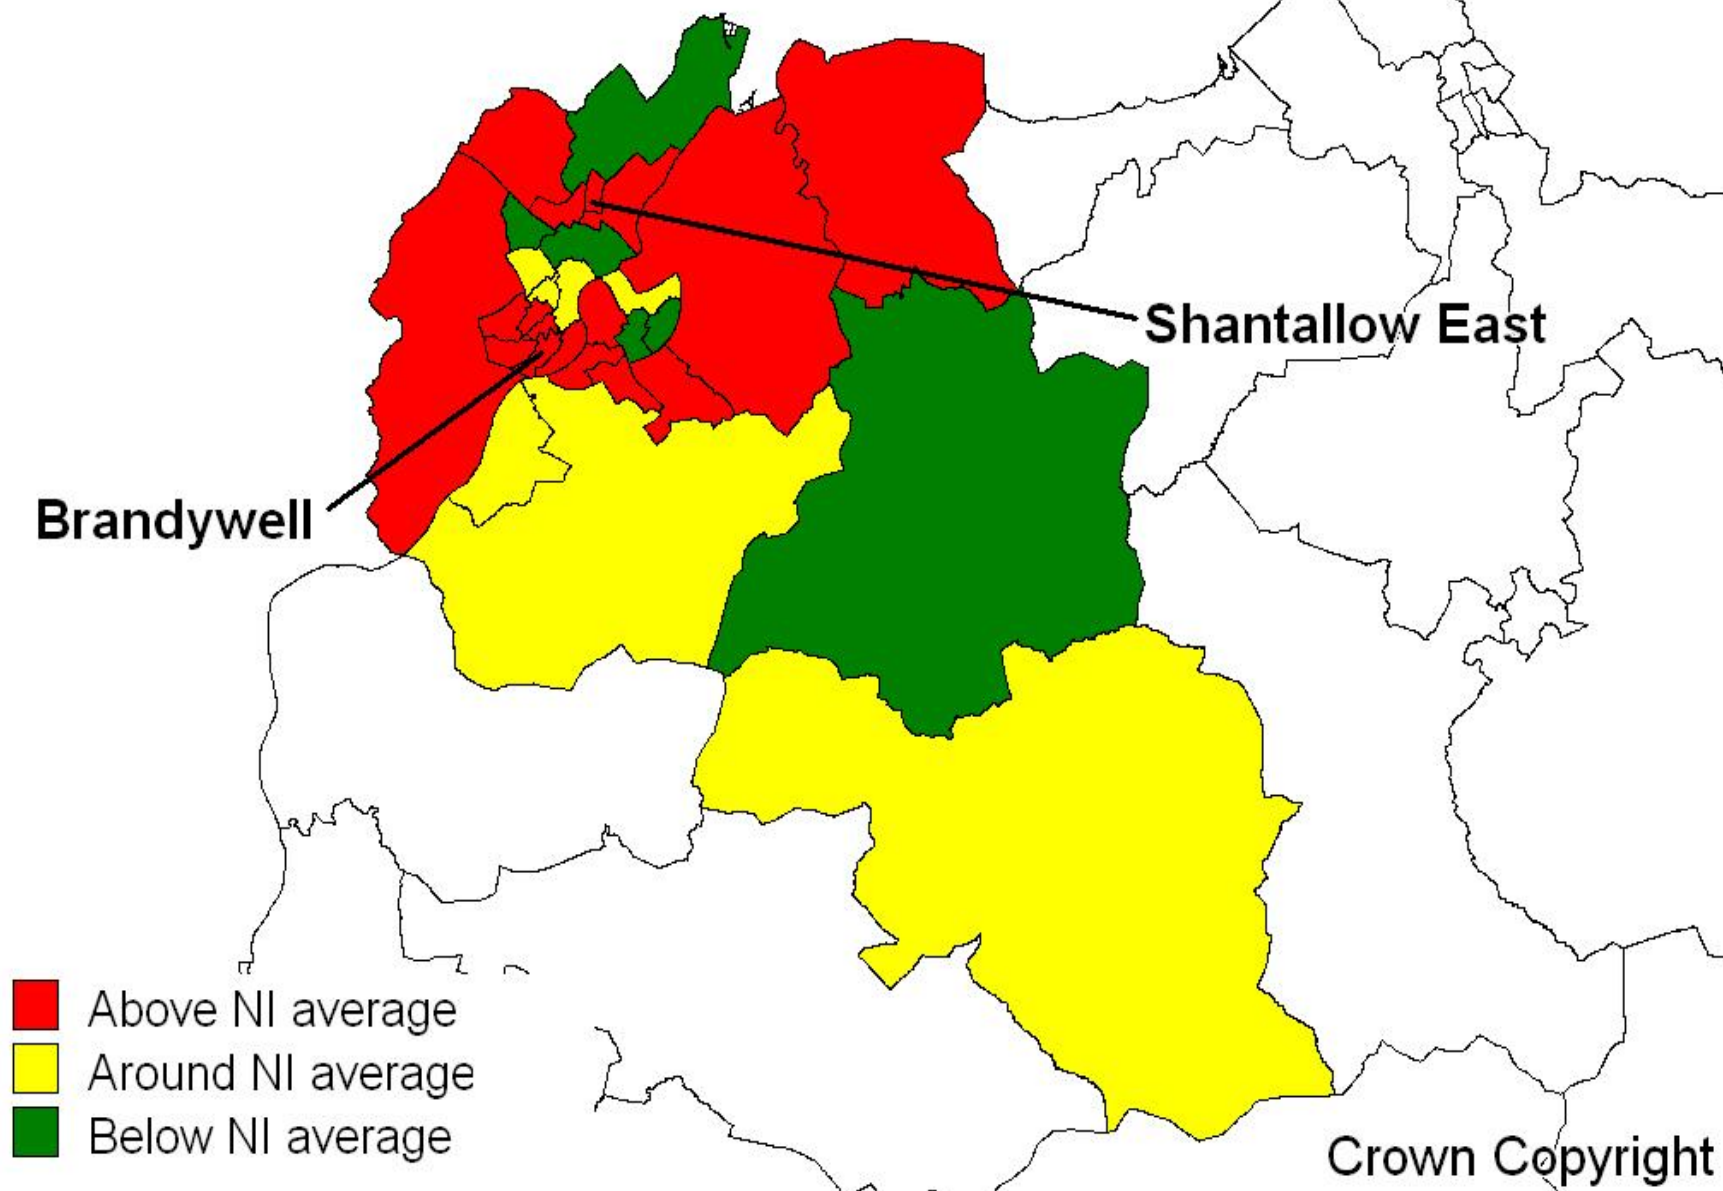 Shantallow East
Brandywell
Above NI average
Around NI average
Below NI average
Crown Copyright